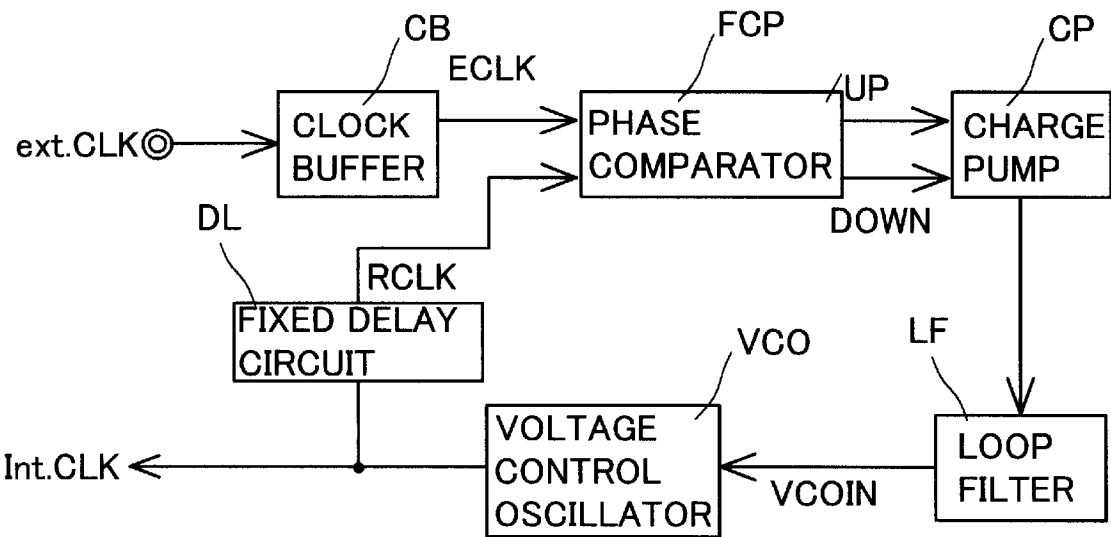 CB
FCP
CP
ECLK
UP
ext.CLK
CLOCK
BUFFER
PHASE
COMPARATOR
CHARGE
PUMP
DOWN
DL
RCLK
FIXED DELAY
CIRCUIT
VCO
LF
Int.CLK
VOLTAGE
CONTROL
OSCILLATOR
VCOIN
LOOP
FILTER